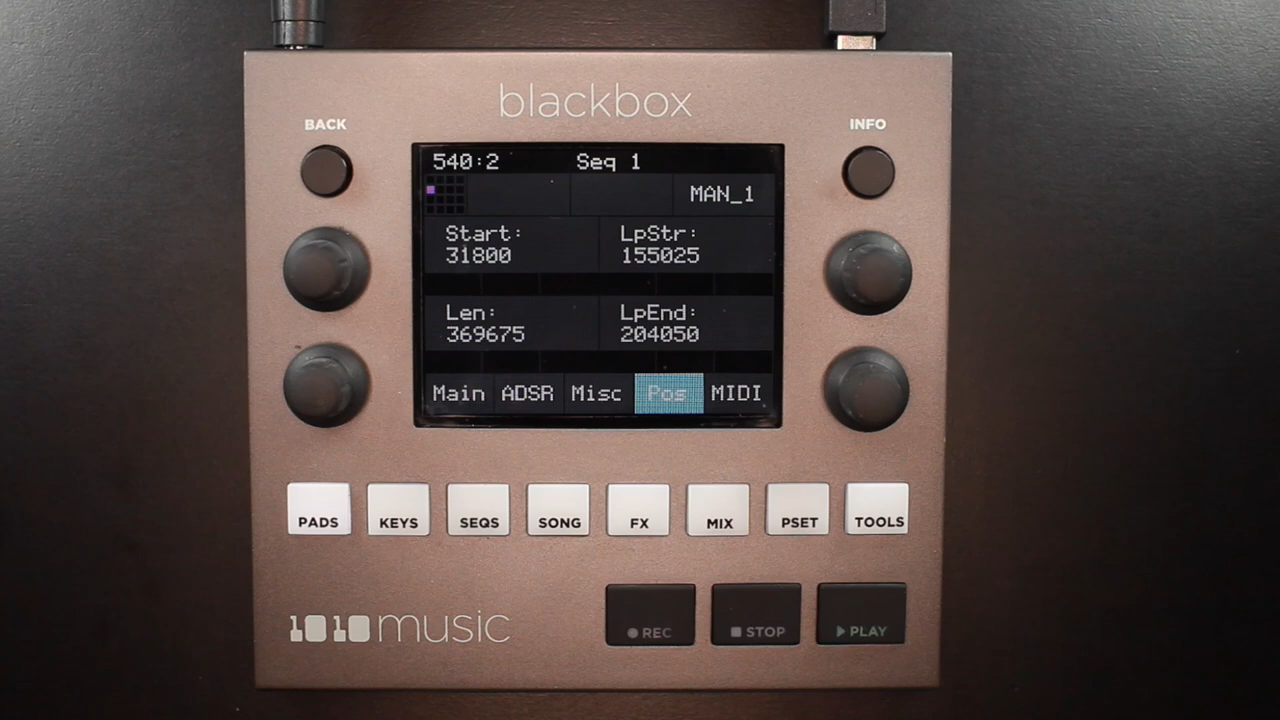 blackbox
BACK
INFO
540:2 Seq 1
MAN_1
Start: LpStr:
31800 155025
Len: LpEnd:
369675 204050
Main ADSR Misc Pos MIDI
PADS KEYS SEQS SONG FX MIX PSET TOOLS
1010music
REC STOP PLAY